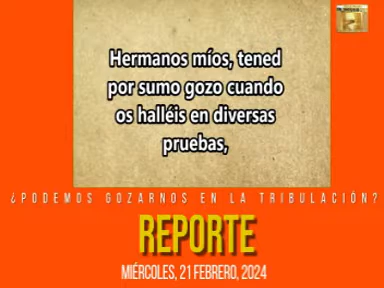 Hermanos míos, tened
por sumo gozo cuando
os halléis en diversas
pruebas,
¿PODEMOS GOZARNOS EN LA TRIBULACIÓN?
REPORTE
MIÉRCOLES, 21 FEBRERO, 2024